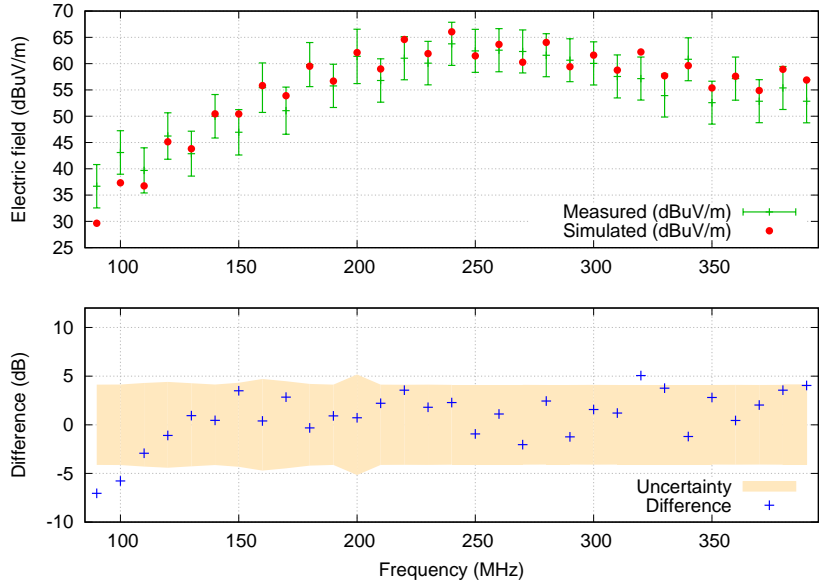 Electric field (dBuV/m)
70
65
60
55
50
45
40
35
30
25
Measured (dBuV/m)
Simulated (dBuV/m)
100 150 200 250 300 350
Difference (dB)
10
5
0
-5
-10
Uncertainty
Difference
100 150 200 250 300 350
Frequency (MHz)